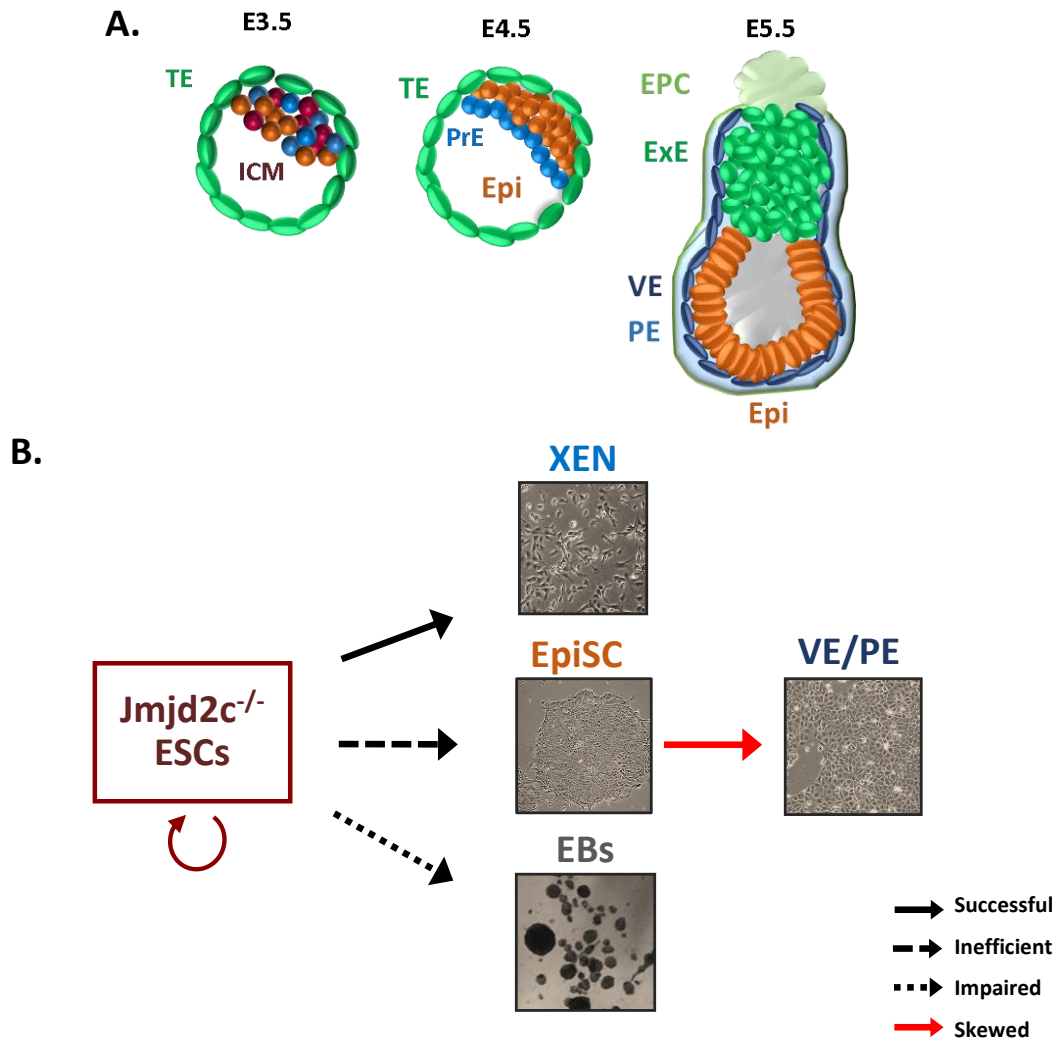 A.
E3.5
E4.5
E5.5
TE
ICM
TE
PrE
Epi
EPC
ExE
VE
PE
Epi
B.
XEN
EpiSC
VE/PE
Jmjd2c-/-
ESCs
EBs
Successful
Inefficient
Impaired
Skewed